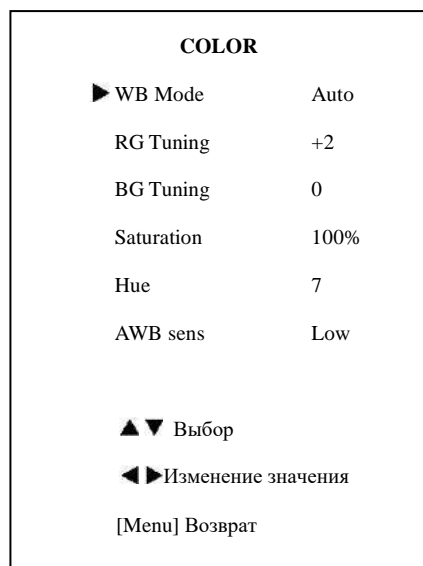 COLOR
▶ WB Mode Auto
RG Tuning +2
BG Tuning 0
Saturation 100%
Hue 7
AWB sens Low
▲▼ Выбор
◀▶Изменение значения
[Menu] Возврат